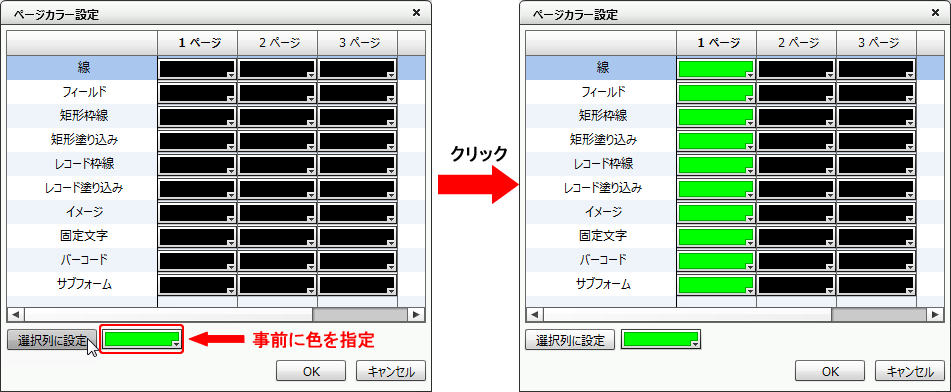 ページカラー設定
1 ページ 2 ページ 3 ページ
線
フィールド
矩形枠線
矩形塗り込み
レコード枠線
レコード塗り込み
イメージ
固定文字
バーコード
サブフォーム
選択列に設定
事前に色を指定
OK キャンセル
クリック
ページカラー設定
1 ページ 2 ページ 3 ページ
線
フィールド
矩形枠線
矩形塗り込み
レコード枠線
レコード塗り込み
イメージ
固定文字
バーコード
サブフォーム
選択列に設定
OK キャンセル